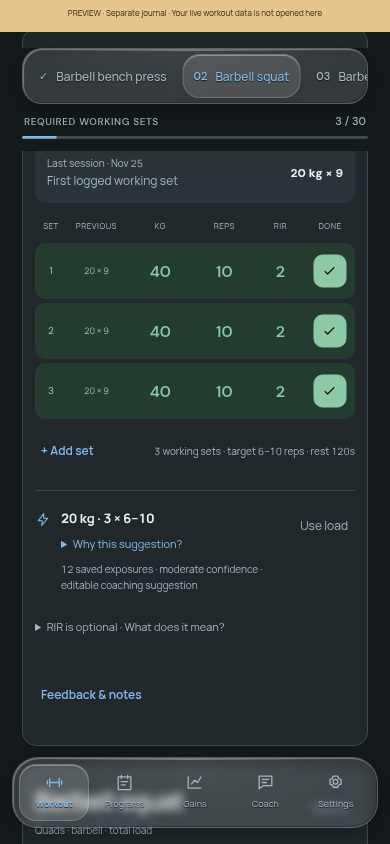 PREVIEW · Separate journal · Your live workout data is not opened here
✓ Barbell bench press 02 Barbell squat 03 Barbe
REQUIRED WORKING SETS 3 / 30
Last session · Nov 25
First logged working set 20 kg × 9
SET PREVIOUS KG REPS RIR DONE
1 20 × 9 40 10 2 ✓
2 20 × 9 40 10 2 ✓
3 20 × 9 40 10 2 ✓
+ Add set 3 working sets · target 6–10 reps · rest 120s
20 kg · 3 × 6–10 Use load
▶ Why this suggestion?
12 saved exposures · moderate confidence ·
editable coaching suggestion
▶ RIR is optional · What does it mean?
Feedback & notes
Workout Programs Gains Coach Settings
Quads · barbell · total load